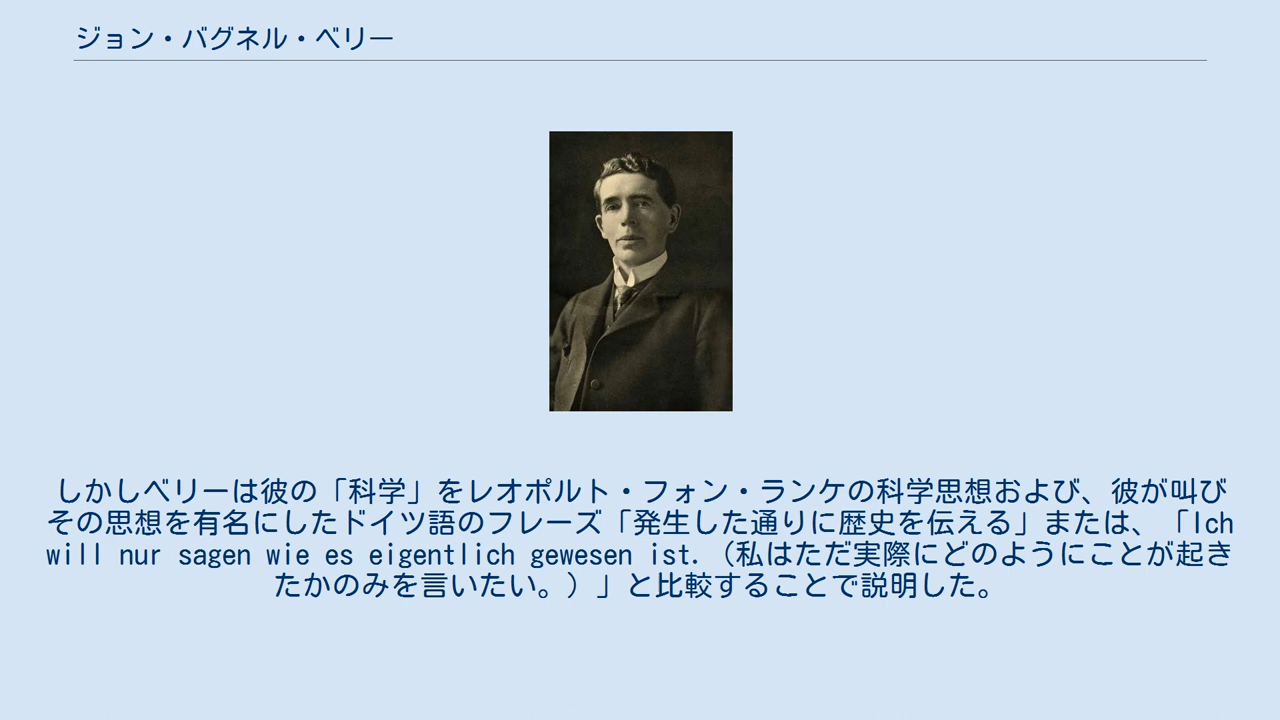 ジョン・バグネル・ベリー
しかしベリーは彼の「科学」をレオポルト・フォン・ランケの科学思想および、彼が叫び
その思想を有名にしたドイツ語のフレーズ「発生した通りに歴史を伝える」または、「Ich
will nur sagen wie es eigentlich gewesen ist.（私はただ実際にどのようにことが起き
たかのみを言いたい。）」と比較することで説明した。